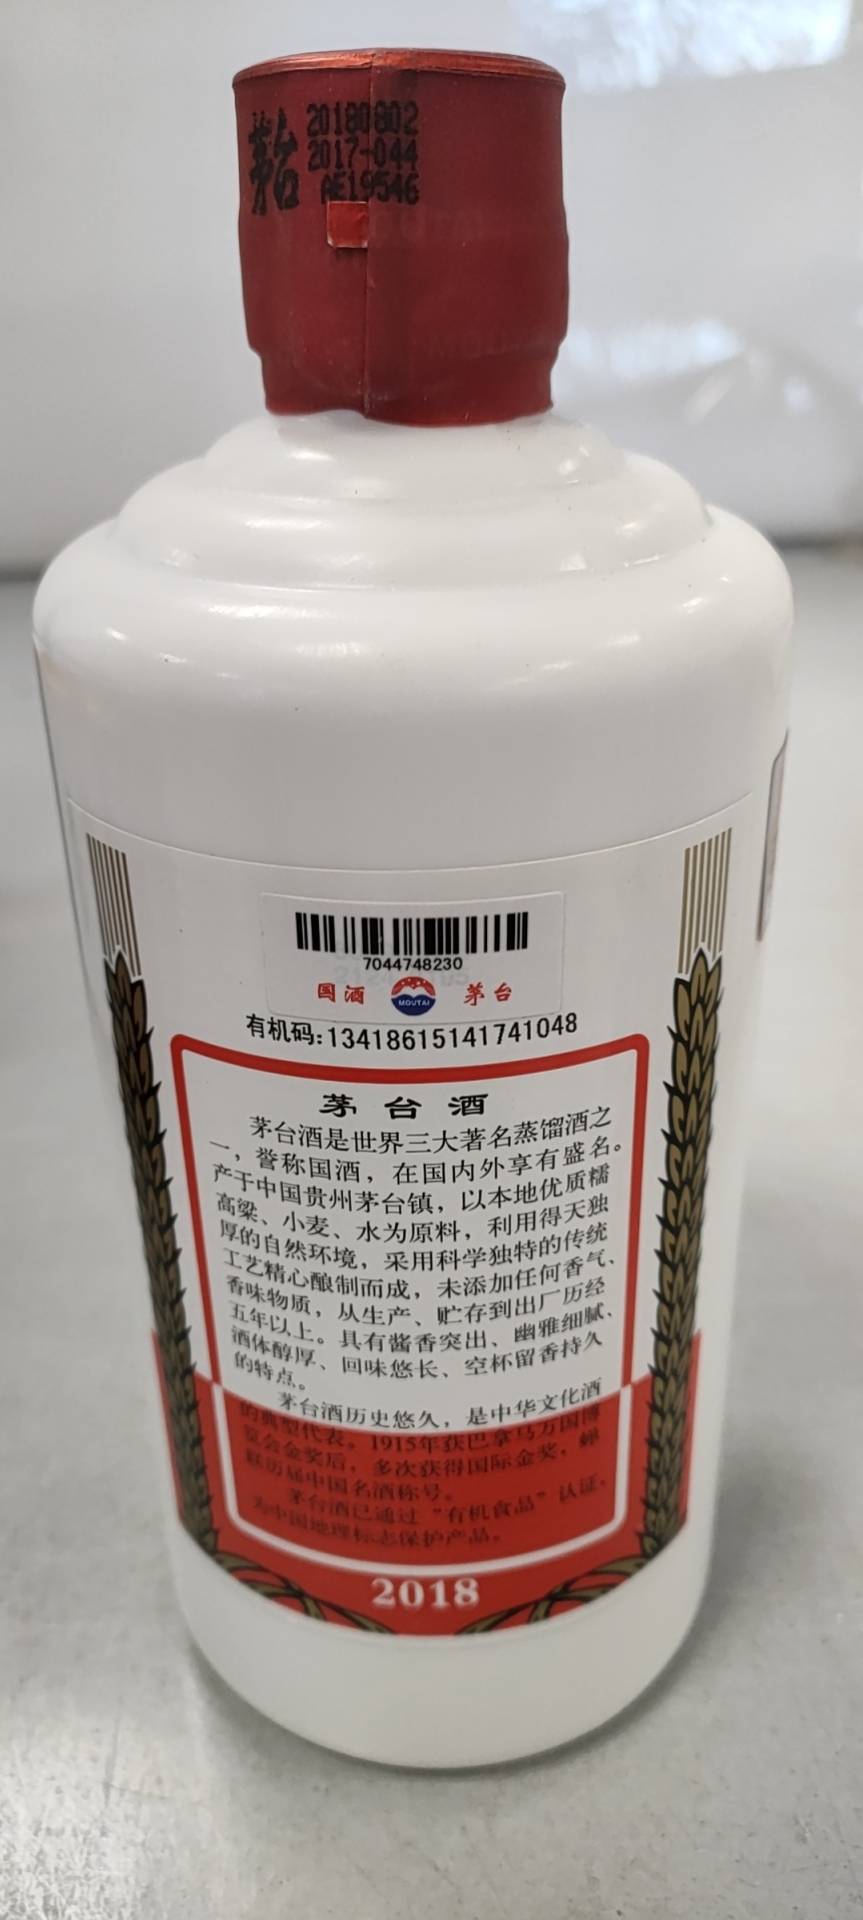 茅台
20180802
2017-044
AE19546
7044748230
国酒 MOUTAI 茅台
有机码:13418615141741048
茅台酒
茅台酒是世界三大著名蒸馏酒之
一，誉称国酒，在国内外享有盛名。
产于中国贵州茅台镇，以本地优质糯
高粱、小麦、水为原料，利用得天独
厚的自然环境，采用科学独特的传统
工艺精心酿制而成，未添加任何香气、
香味物质，从生产、贮存到出厂历经
五年以上。具有酱香突出、幽雅细腻、
酒体醇厚、回味悠长、空杯留香持久
的特点。
茅台酒历史悠久，是中华文化酒
的典型代表。1915年获巴拿马万国博
览会金奖后，多次获得国际金奖，蝉
联历届中国名酒称号。
茅台酒已通过“有机食品”认证，
为中国地理标志保护产品。
2018